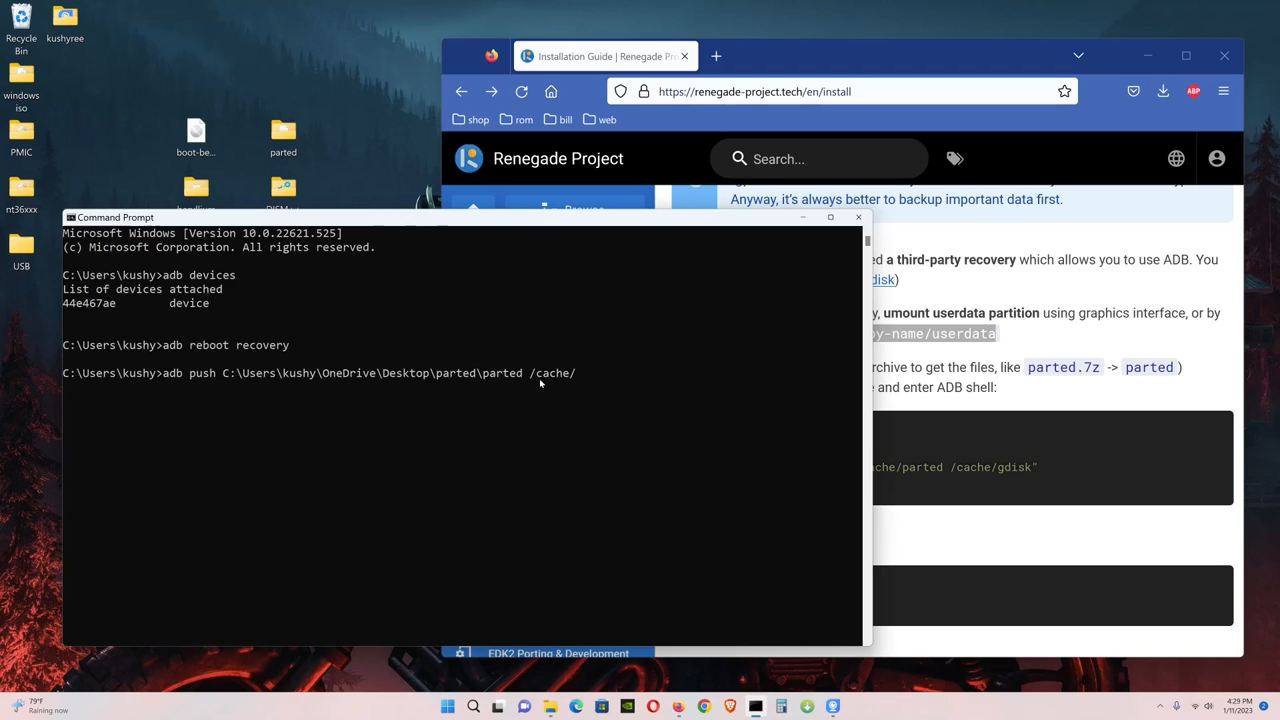 Recycle
Bin
kushyree
windows
iso
PMIC
boot-be...
parted
nt36xxx
USB
Installation Guide | Renegade Pr
https://renegade-project.tech/en/install
ABP
shop
rom
bill
web
Renegade Project
Search...
Browse
Anyway, it's always better to backup important data first.
Command Prompt
Microsoft Windows [Version 10.0.22621.525]
(c) Microsoft Corporation. All rights reserved.
C:\Users\kushy>adb devices
List of devices attached
44e467ae device
C:\Users\kushy>adb reboot recovery
C:\Users\kushy>adb push C:\Users\kushy\OneDrive\Desktop\parted\parted /cache/
ed a third-party recovery which allows you to use ADB. You
disk)
y, umount userdata partition using graphics interface, or by
by-name/userdata
rchive to get the files, like parted.7z -> parted )
e and enter ADB shell:
che/parted /cache/gdisk"
EDK2 Porting & Development
79°F
Raining now
4:29 PM
1/11/2023
2